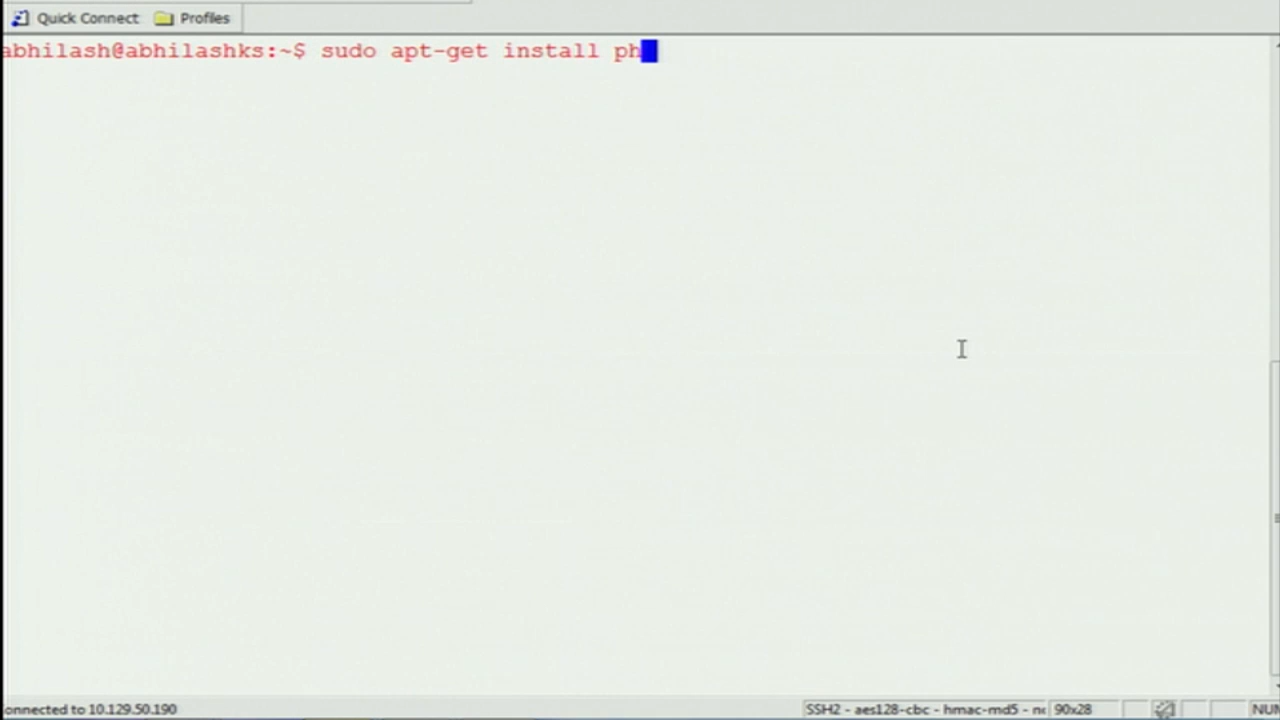 Quick Connect Profiles
abhilash@abhilashks:~$ sudo apt-get install ph
onnected to 10.129.50.190 SSH2 - aes128-cbc - hmac-md5 - 90x28 NUM